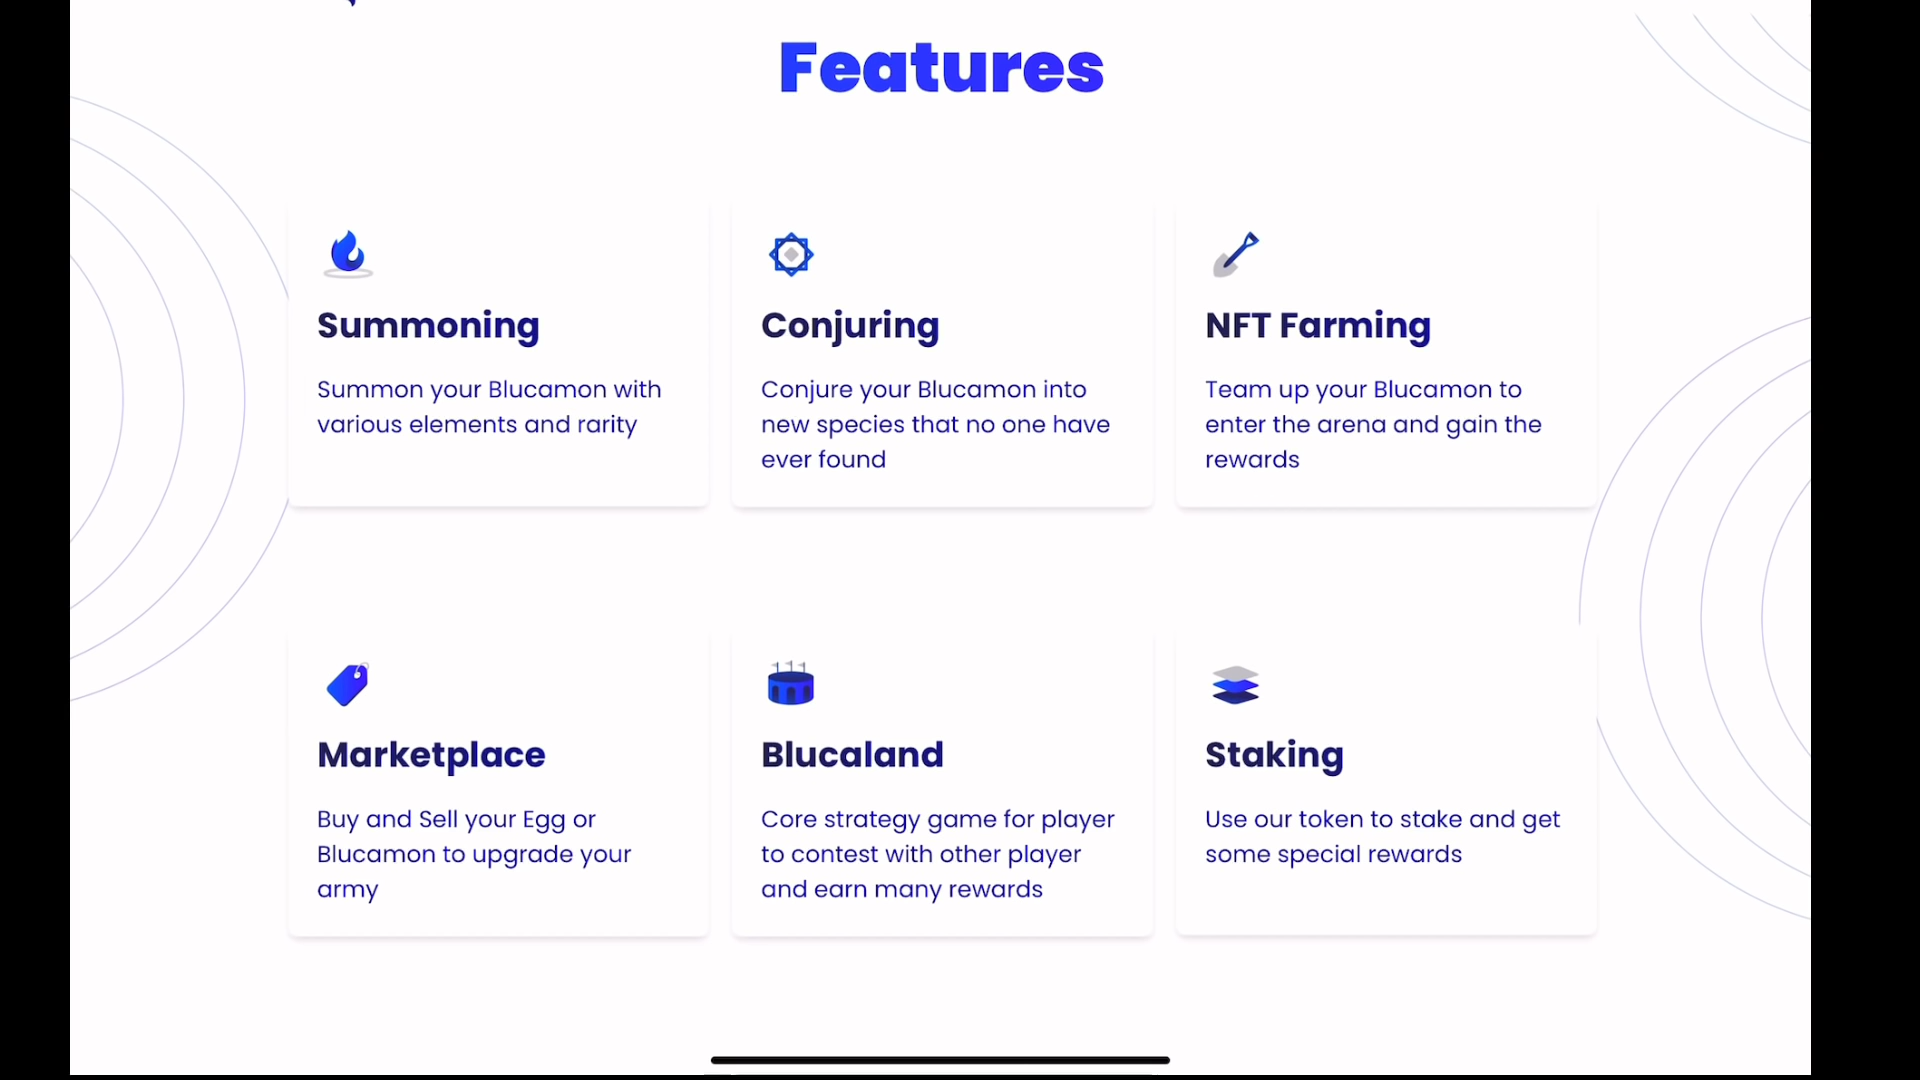 Features
Summoning
Summon your Blucamon with
various elements and rarity
Conjuring
Conjure your Blucamon into
new species that no one have
ever found
NFT Farming
Team up your Blucamon to
enter the arena and gain the
rewards
Marketplace
Buy and Sell your Egg or
Blucamon to upgrade your
army
Blucaland
Core strategy game for player
to contest with other player
and earn many rewards
Staking
Use our token to stake and get
some special rewards